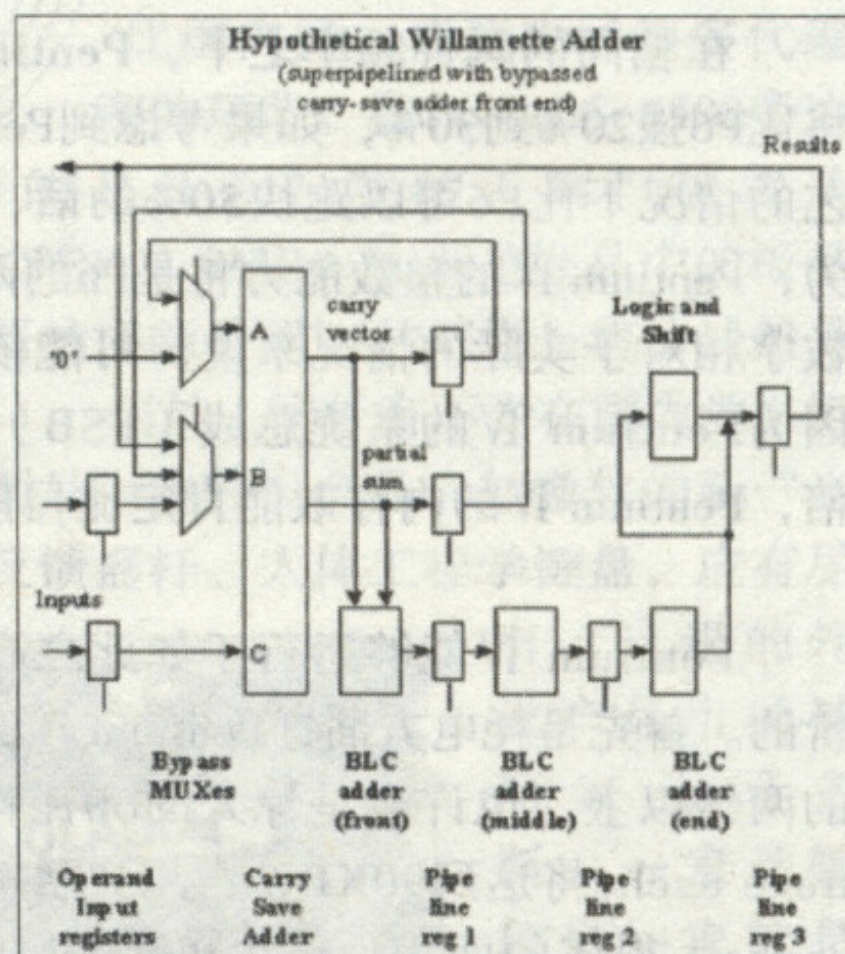 Hypothetical Willamette Adder
(superpipelined with bypassed
carry-save adder front end)
Results
carry
vector
Logic and
Shift
A
"0"
partial
sum
B
Inputs
C
Bypass
MUXes
BLC
adder
(front)
BLC
adder
(middle)
BLC
adder
(end)
Operand
Input
registers
Carry
Save
Adder
Pipe
line
reg 1
Pipe
line
reg 2
Pipe
line
reg 3